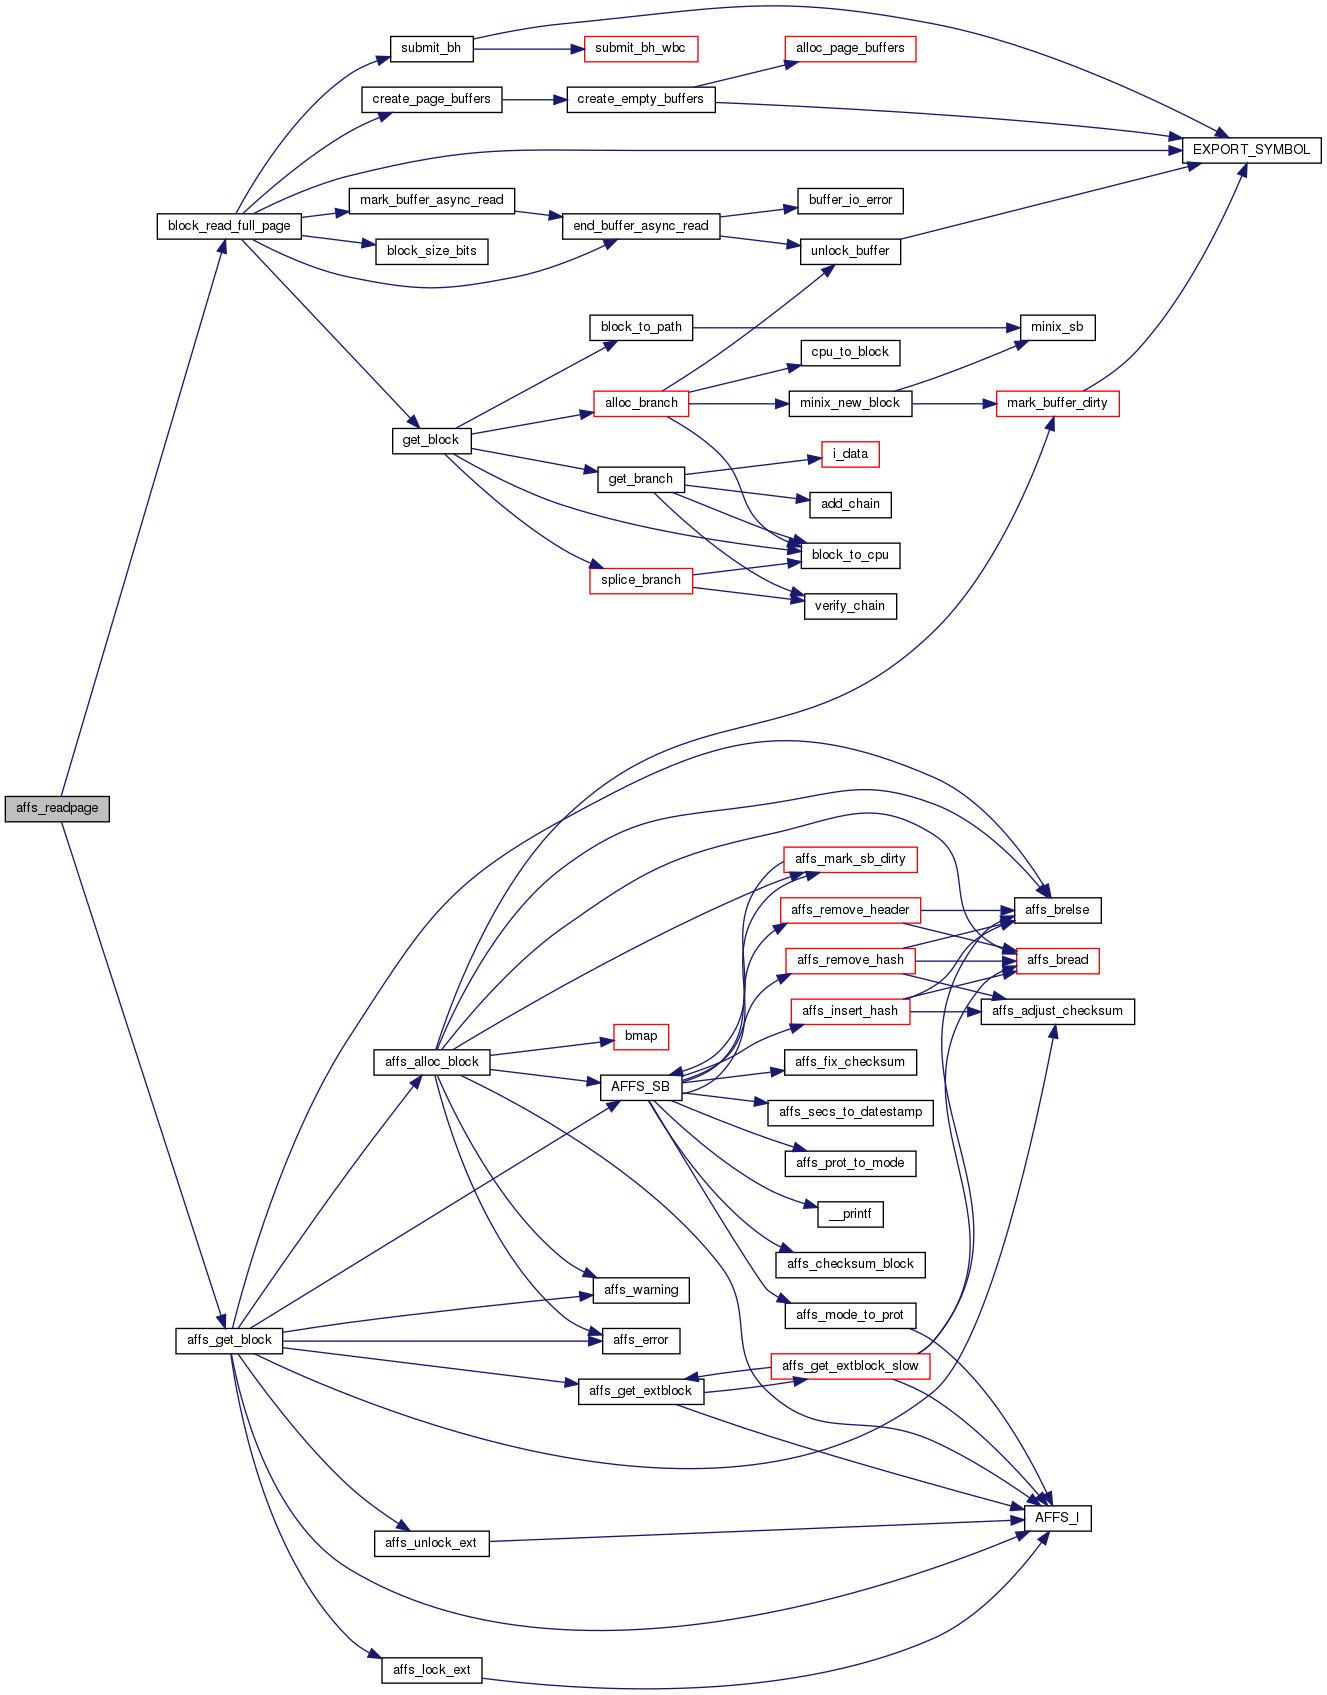 submit_bh
submit_bh_wbc
alloc_page_buffers
create_page_buffers
create_empty_buffers
EXPORT_SYMBOL
mark_buffer_async_read
buffer_io_error
block_read_full_page
end_buffer_async_read
block_size_bits
unlock_buffer
block_to_path
minix_sb
cpu_to_block
alloc_branch
minix_new_block
mark_buffer_dirty
get_block
i_data
get_branch
add_chain
block_to_cpu
splice_branch
verify_chain
affs_readpage
affs_mark_sb_dirty
affs_remove_header
affs_brelse
affs_remove_hash
affs_bread
affs_insert_hash
affs_adjust_checksum
bmap
affs_alloc_block
affs_fix_checksum
AFFS_SB
affs_secs_to_datestamp
affs_prot_to_mode
__printf
affs_checksum_block
affs_warning
affs_mode_to_prot
affs_get_block
affs_error
affs_get_extblock_slow
affs_get_extblock
AFFS_I
affs_unlock_ext
affs_lock_ext